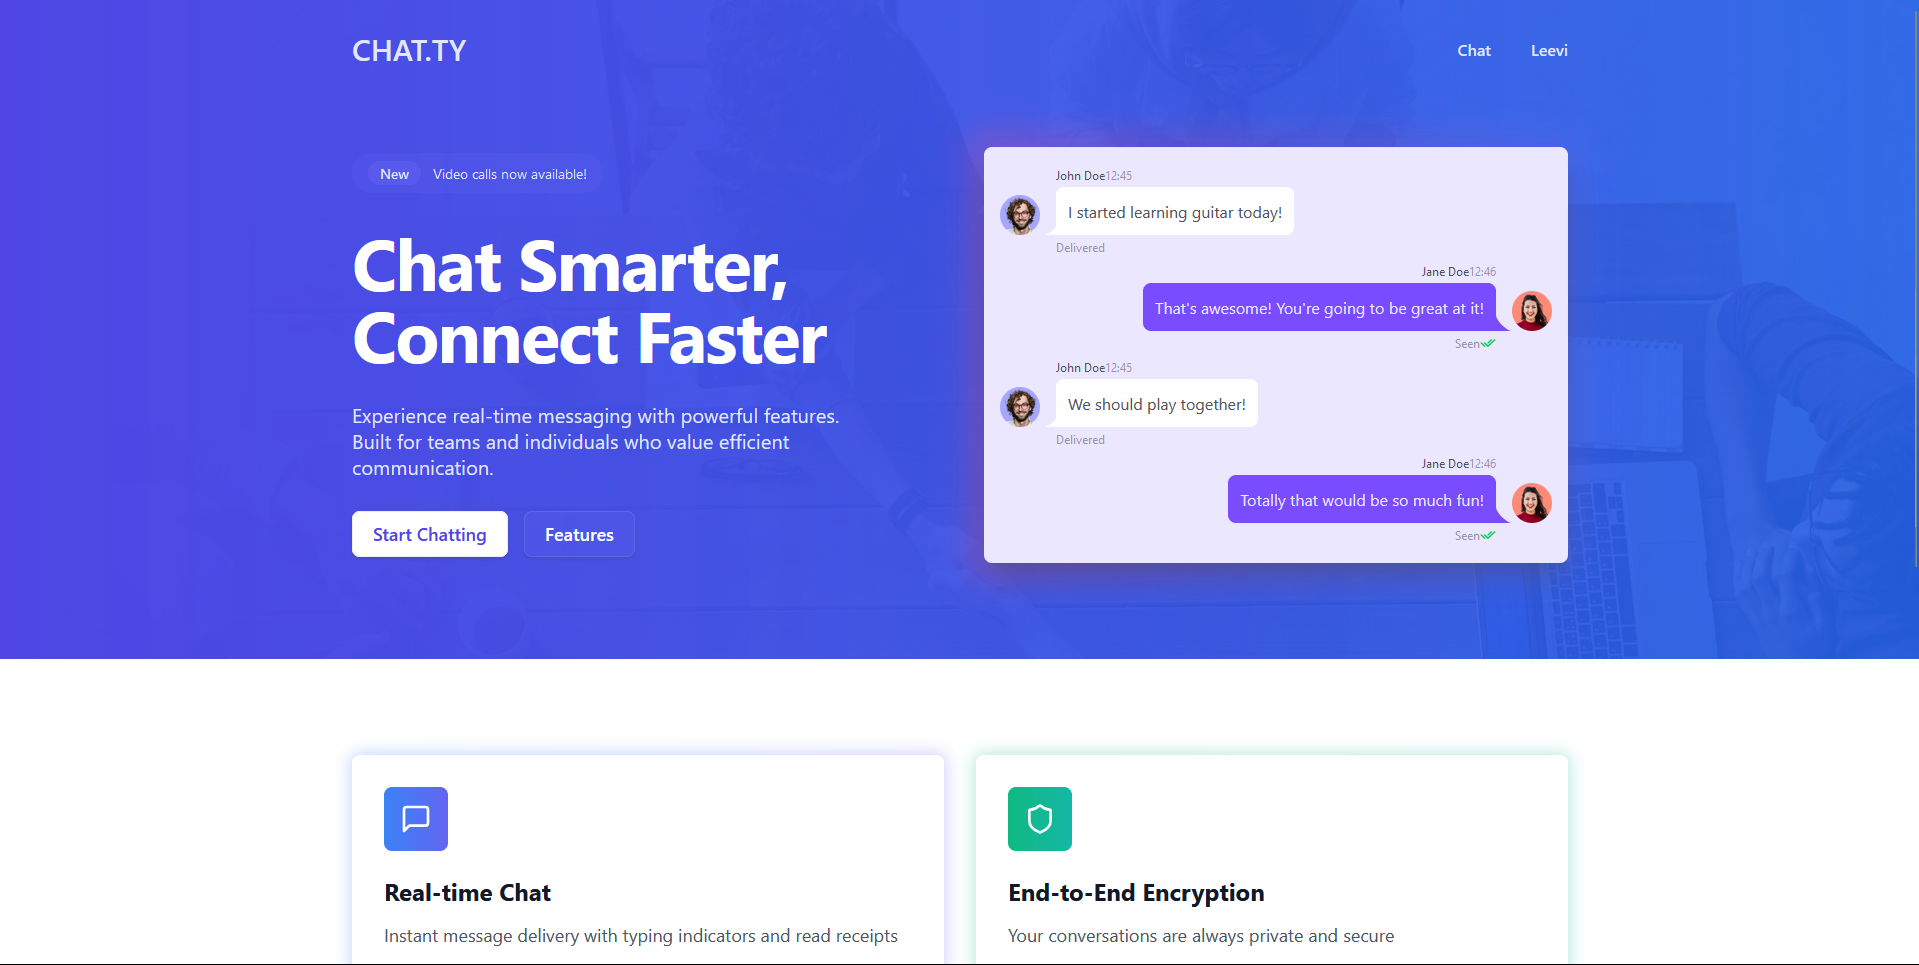 CHAT.TY
Chat
Leevi
New
Video calls now available!
Chat Smarter,
Connect Faster
Experience real-time messaging with powerful features.
Built for teams and individuals who value efficient
communication.
Start Chatting
Features
John Doe12:45
I started learning guitar today!
Delivered
Jane Doe12:46
That's awesome! You're going to be great at it!
Seen
John Doe12:45
We should play together!
Delivered
Jane Doe12:46
Totally that would be so much fun!
Seen
Real-time Chat
Instant message delivery with typing indicators and read receipts
End-to-End Encryption
Your conversations are always private and secure